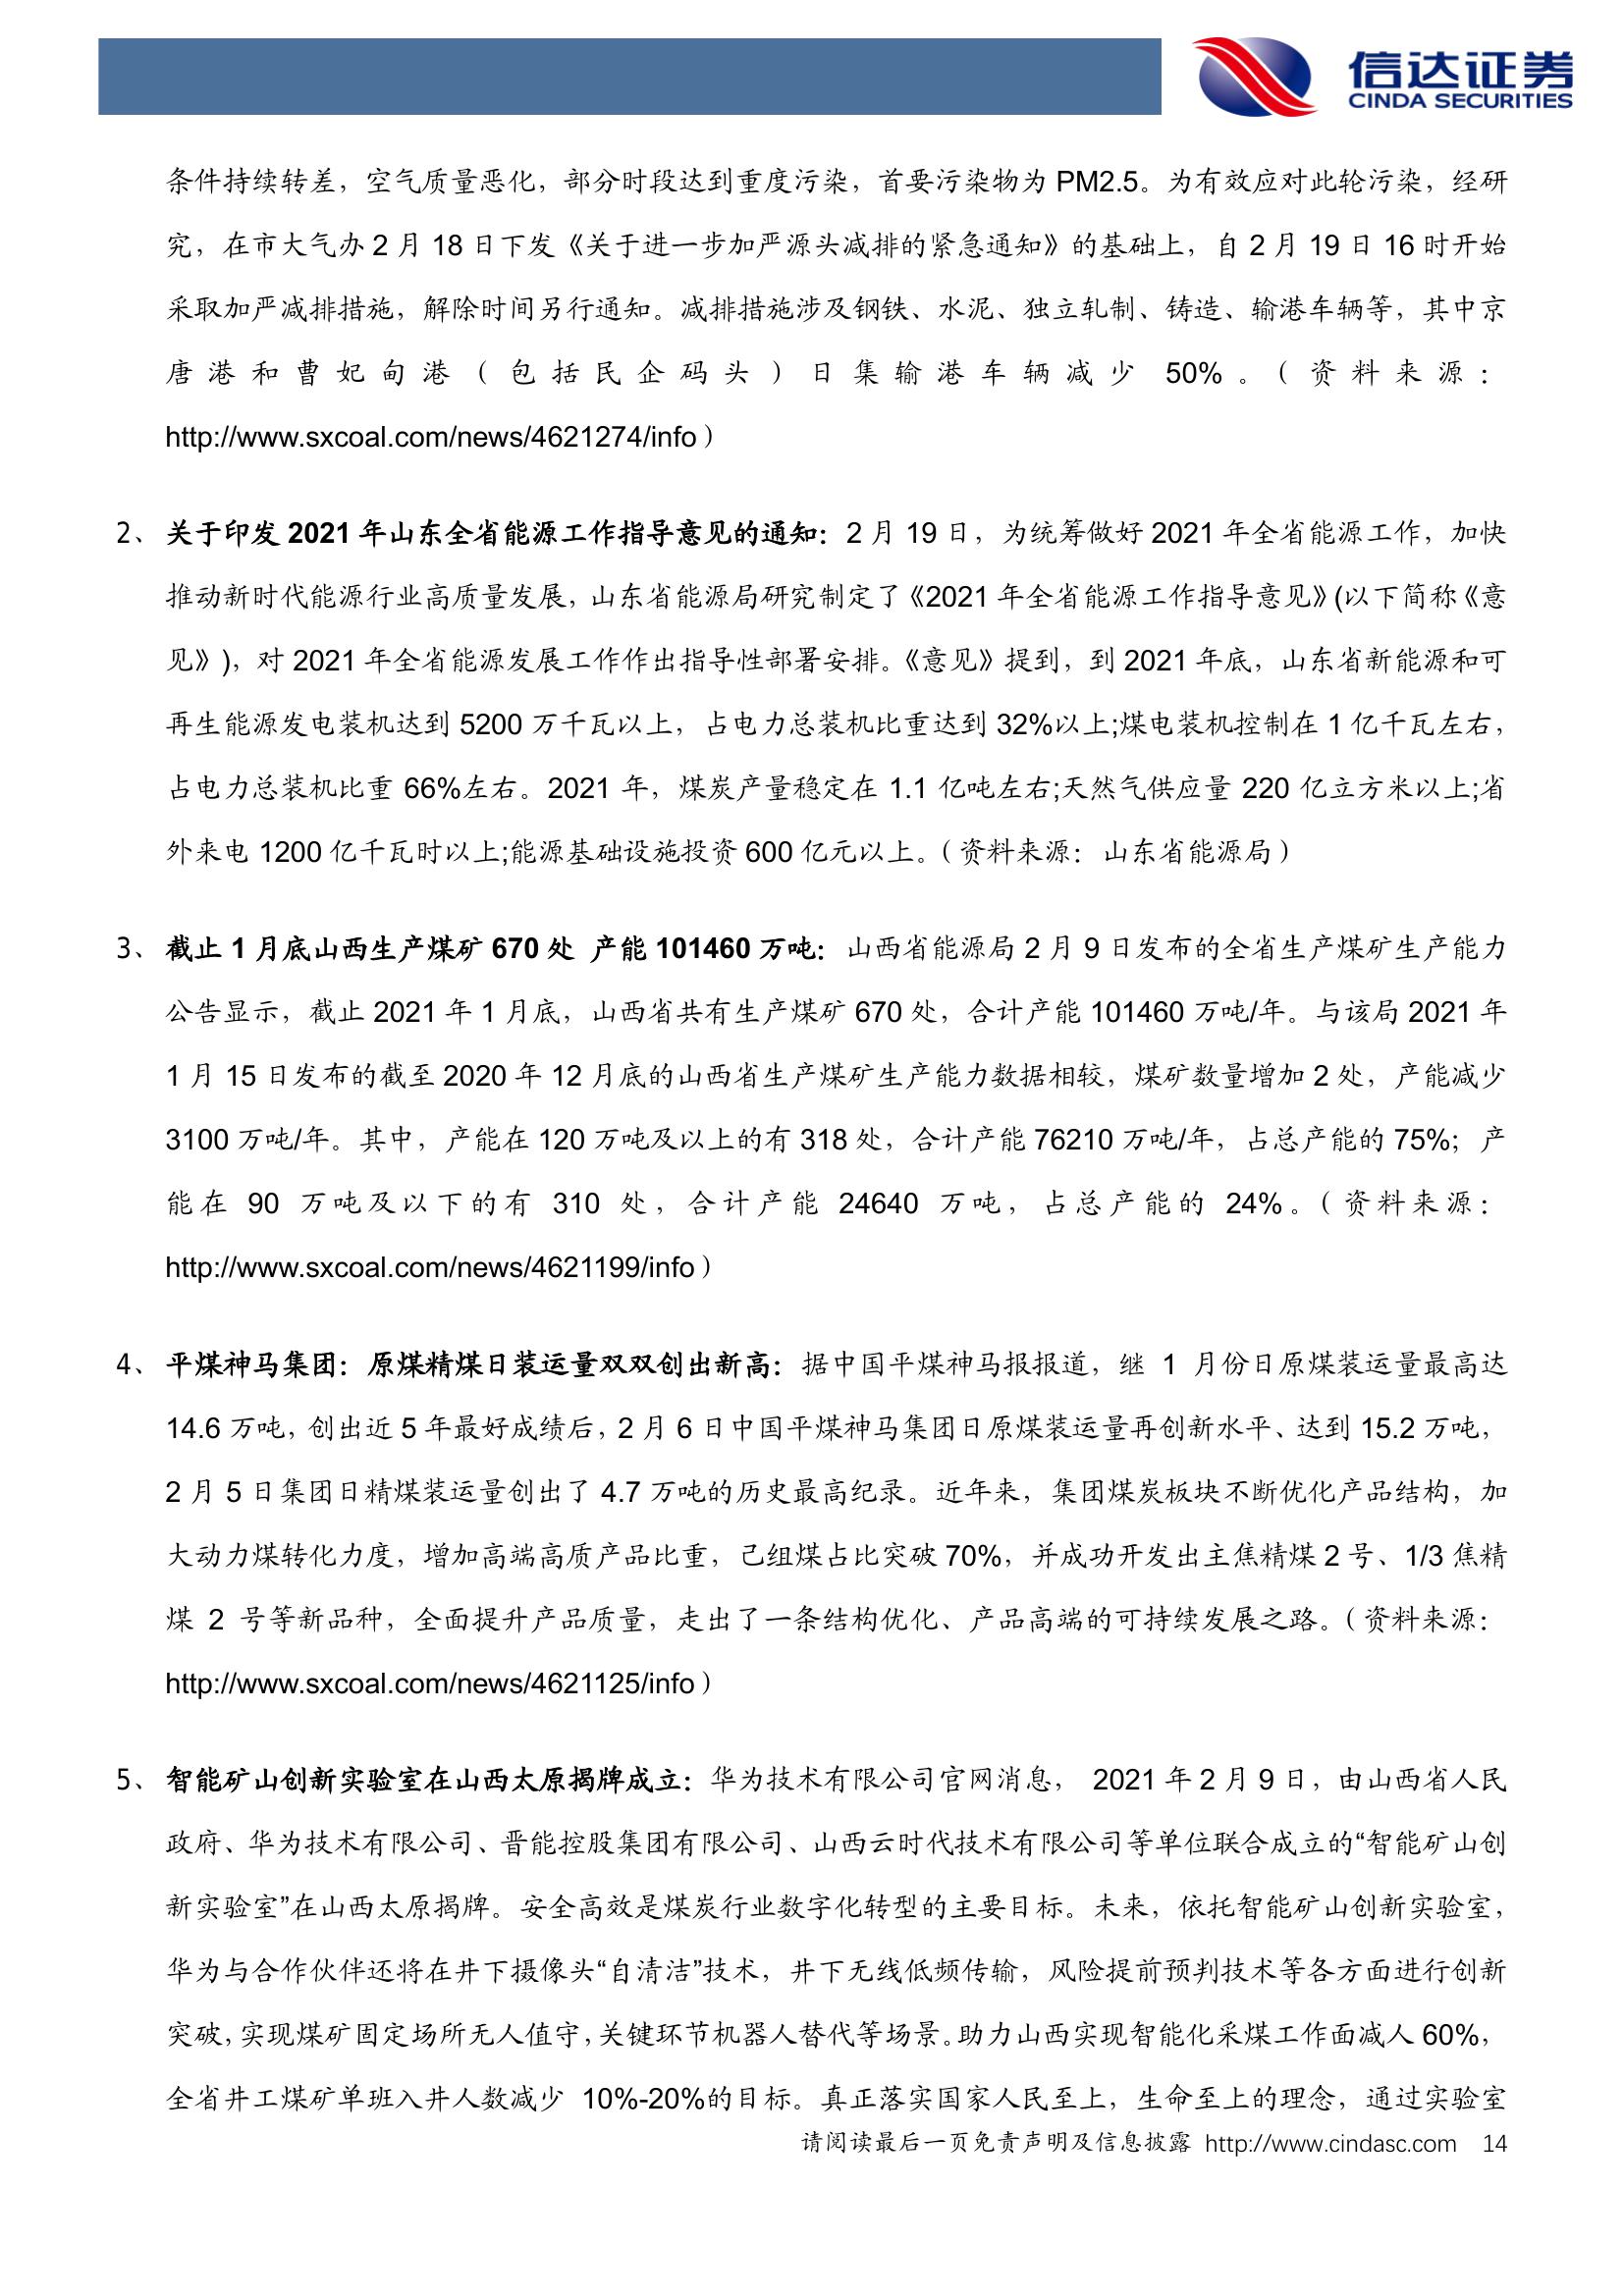 信达证券
CINDA SECURITIES
条件持续转差，空气质量恶化，部分时段达到重度污染，首要污染物为 PM2.5。为有效应对此轮污染，经研
究，在市大气办 2 月 18 日下发《关于进一步加严源头减排的紧急通知》的基础上，自 2 月 19 日 16 时开始
采取加严减排措施，解除时间另行通知。减排措施涉及钢铁、水泥、独立轧制、铸造、输港车辆等，其中京
唐港和曹妃甸港（包括民企码头）日集输港车辆减少 50%。（资料来源：
http://www.sxcoal.com/news/4621274/info）
2、 关于印发 2021 年山东全省能源工作指导意见的通知：2 月 19 日，为统筹做好 2021 年全省能源工作，加快
推动新时代能源行业高质量发展，山东省能源局研究制定了《2021 年全省能源工作指导意见》(以下简称《意
见》)，对 2021 年全省能源发展工作作出指导性部署安排。《意见》提到，到 2021 年底，山东省新能源和可
再生能源发电装机达到 5200 万千瓦以上，占电力总装机比重达到 32%以上;煤电装机控制在 1 亿千瓦左右，
占电力总装机比重 66%左右。2021 年，煤炭产量稳定在 1.1 亿吨左右;天然气供应量 220 亿立方米以上;省
外来电 1200 亿千瓦时以上;能源基础设施投资 600 亿元以上。（资料来源：山东省能源局）
3、 截止 1 月底山西生产煤矿 670 处 产能 101460 万吨：山西省能源局 2 月 9 日发布的全省生产煤矿生产能力
公告显示，截止 2021 年 1 月底，山西省共有生产煤矿 670 处，合计产能 101460 万吨/年。与该局 2021 年
1 月 15 日发布的截至 2020 年 12 月底的山西省生产煤矿生产能力数据相较，煤矿数量增加 2 处，产能减少
3100 万吨/年。其中，产能在 120 万吨及以上的有 318 处，合计产能 76210 万吨/年，占总产能的 75%；产
能在 90 万吨及以下的有 310 处，合计产能 24640 万吨，占总产能的 24%。（资料来源：
http://www.sxcoal.com/news/4621199/info）
4、 平煤神马集团：原煤精煤日装运量双双创出新高：据中国平煤神马报报道，继 1 月份日原煤装运量最高达
14.6 万吨，创出近 5 年最好成绩后，2 月 6 日中国平煤神马集团日原煤装运量再创新水平、达到 15.2 万吨，
2 月 5 日集团日精煤装运量创出了 4.7 万吨的历史最高纪录。近年来，集团煤炭板块不断优化产品结构，加
大动力煤转化力度，增加高端高质产品比重，己组煤占比突破 70%，并成功开发出主焦精煤 2 号、1/3 焦精
煤 2 号等新品种，全面提升产品质量，走出了一条结构优化、产品高端的可持续发展之路。（资料来源：
http://www.sxcoal.com/news/4621125/info）
5、 智能矿山创新实验室在山西太原揭牌成立：华为技术有限公司官网消息， 2021 年 2 月 9 日，由山西省人民
政府、华为技术有限公司、晋能控股集团有限公司、山西云时代技术有限公司等单位联合成立的“智能矿山创
新实验室”在山西太原揭牌。安全高效是煤炭行业数字化转型的主要目标。未来，依托智能矿山创新实验室，
华为与合作伙伴还将在井下摄像头“自清洁”技术，井下无线低频传输，风险提前预判技术等各方面进行创新
突破，实现煤矿固定场所无人值守，关键环节机器人替代等场景。助力山西实现智能化采煤工作面减人 60%，
全省井工煤矿单班入井人数减少 10%-20%的目标。真正落实国家人民至上，生命至上的理念，通过实验室
请阅读最后一页免责声明及信息披露 http://www.cindasc.com 14